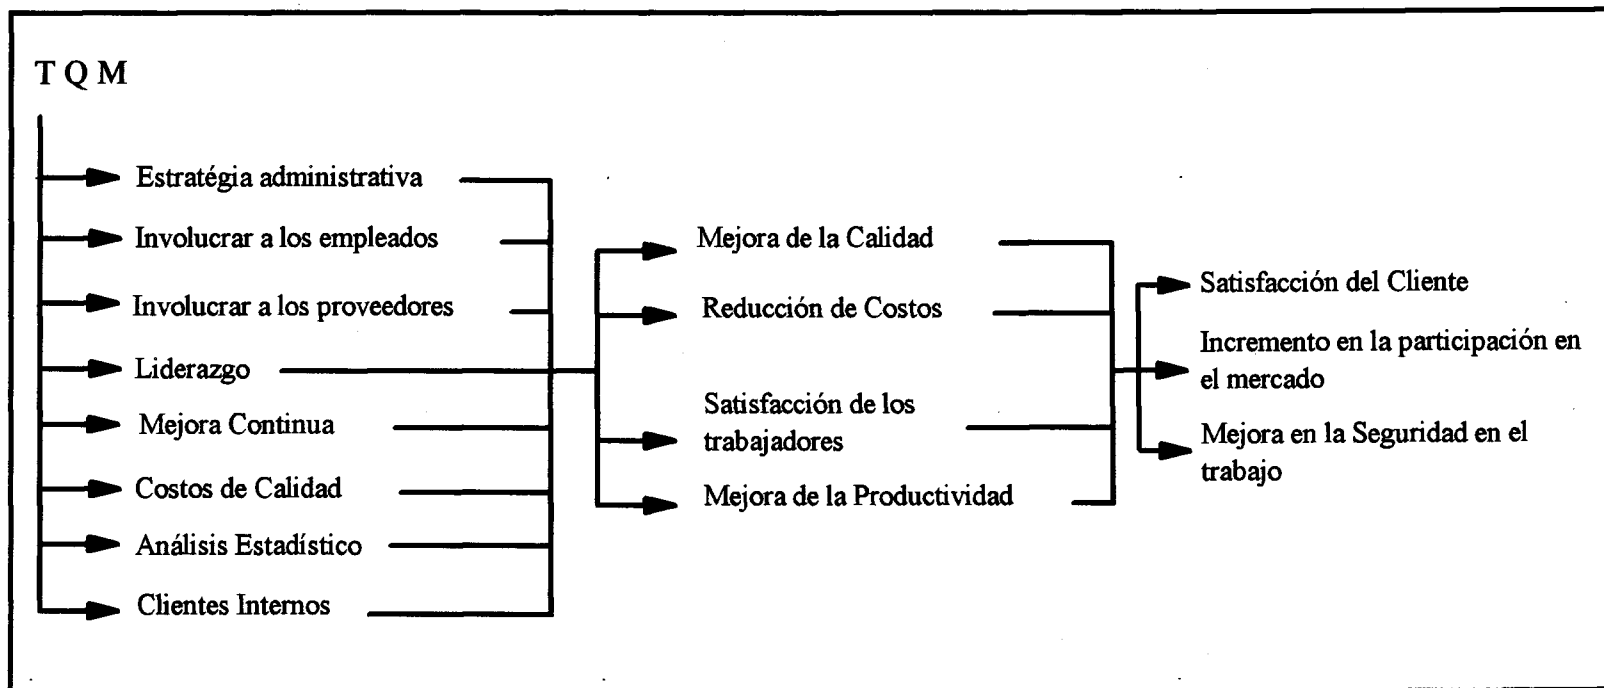 T Q M
Estratégia administrativa
Involucrar a los empleados
Involucrar a los proveedores
Liderazgo
Mejora Continua
Costos de Calidad
Análisis Estadístico
Clientes Internos
Mejora de la Calidad
Reducción de Costos
Satisfacción de los
trabajadores
Mejora de la Productividad
Satisfacción del Cliente
Incremento en la participación en
el mercado
Mejora en la Seguridad en el
trabajo